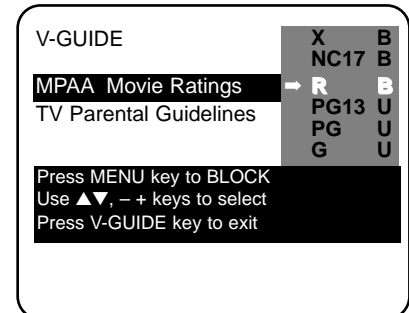 V-GUIDE
MPAA Movie Ratings
TV Parental Guidelines
X B
NC17 B
➡ R B
PG13 U
PG U
G U
Press MENU key to BLOCK
Use ▲▼, – + keys to select
Press V-GUIDE key to exit